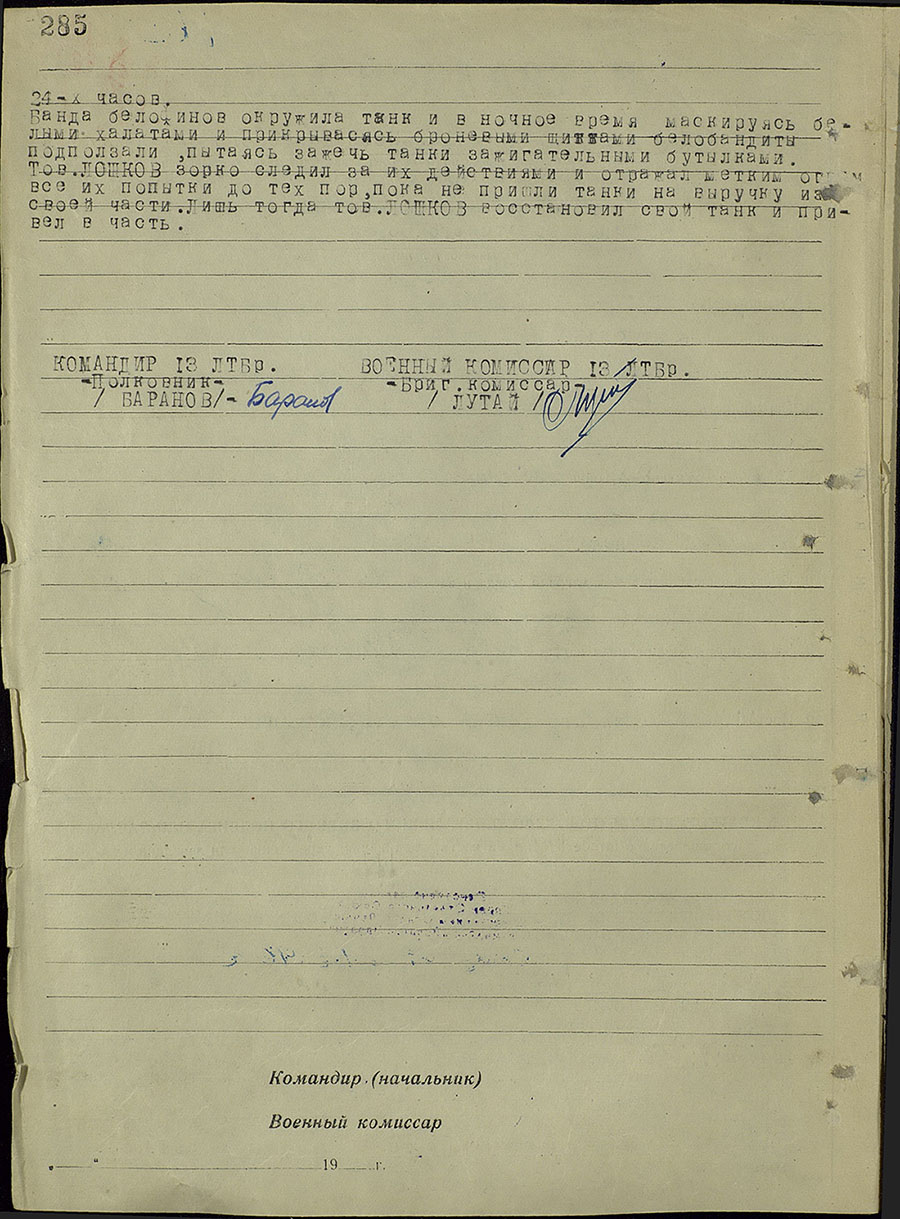 285
24-х часов.
Банда белофинов окружила танк и в ночное время маскируясь бе-
лыми халатами и прикрывасясь броневыми щитками белобандиты
подползали ,пытаясь зажечь танки зажигательными бутылками.
Тов.ЛОШКОВ зорко следил за их действиями и отражал метким огнем
все их попытки до тех пор,пока не пришли танки на выручку из
своей части.Лишь тогда тов.ЛОШКОВ восстановил свой танк и при-
вел в часть.
КОМАНДИР 13 ЛТБр. ВОЕННЫЙ КОМИССАР 13 ЛТБр.
-Полковник- -Бриг.комиссар-
/ БАРАНОВ/- Баранов / ЛУТАЙ /
Командир (начальник)
Военный комиссар
„ “ 19 г.